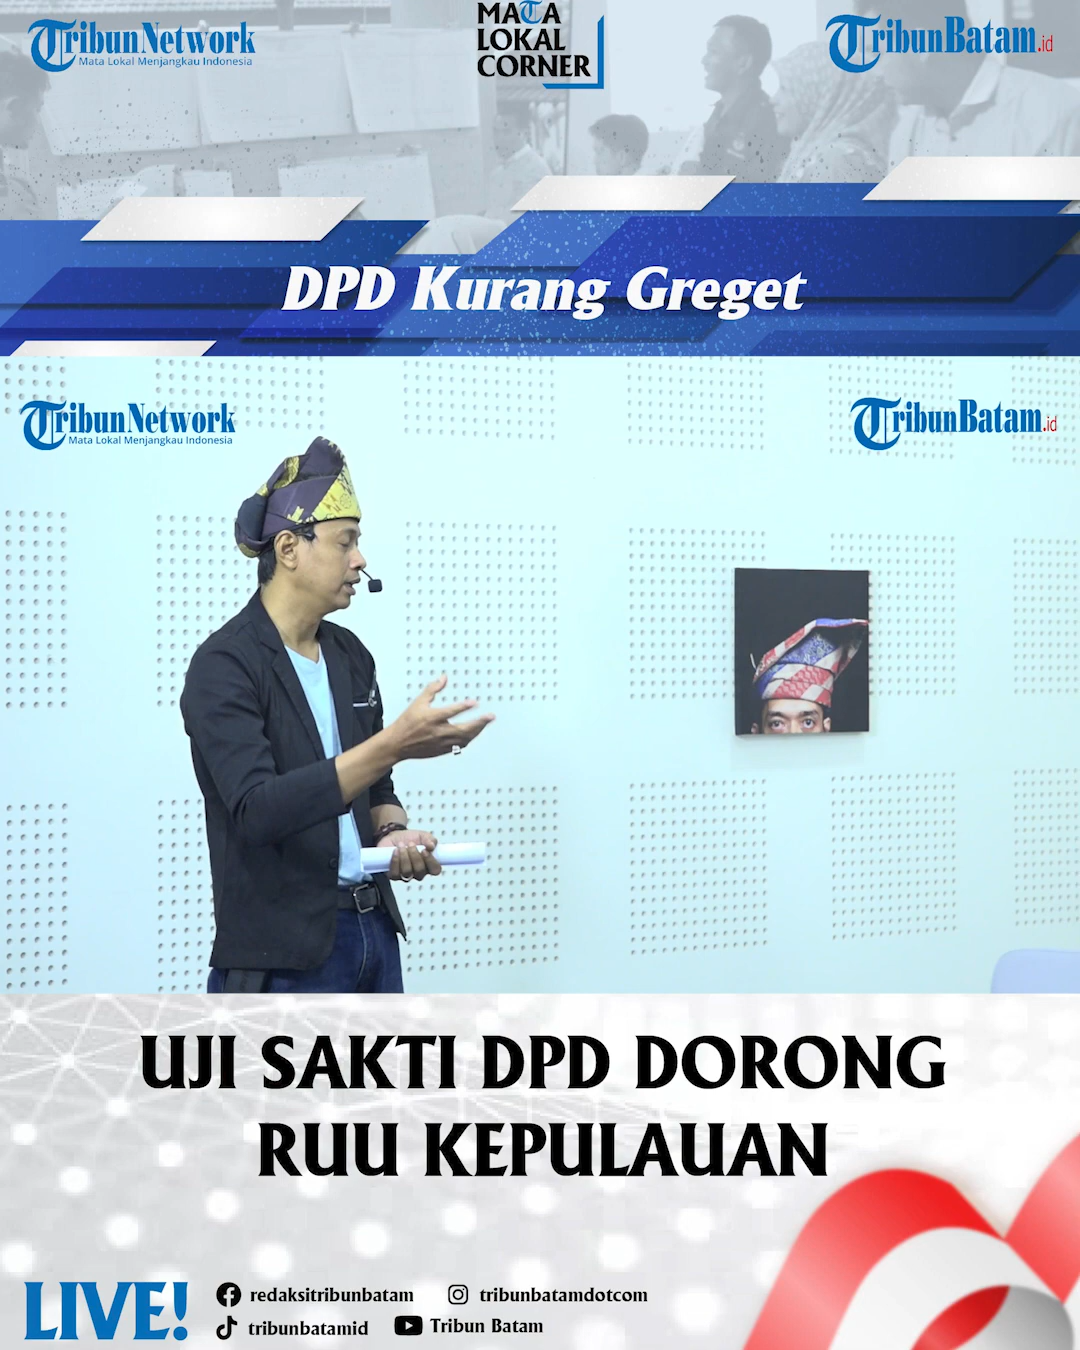 TribunNetwork
Mata Lokal Menjangkau Indonesia
MATA
LOKAL
CORNER
TribunBatam.id
DPD Kurang Greget
TribunNetwork
Mata Lokal Menjangkau Indonesia
TribunBatam.id
UJI SAKTI DPD DORONG
RUU KEPULAUAN
LIVE!
redaksitribunbatam
tribunbatamdotcom
tribunbatamid
Tribun Batam